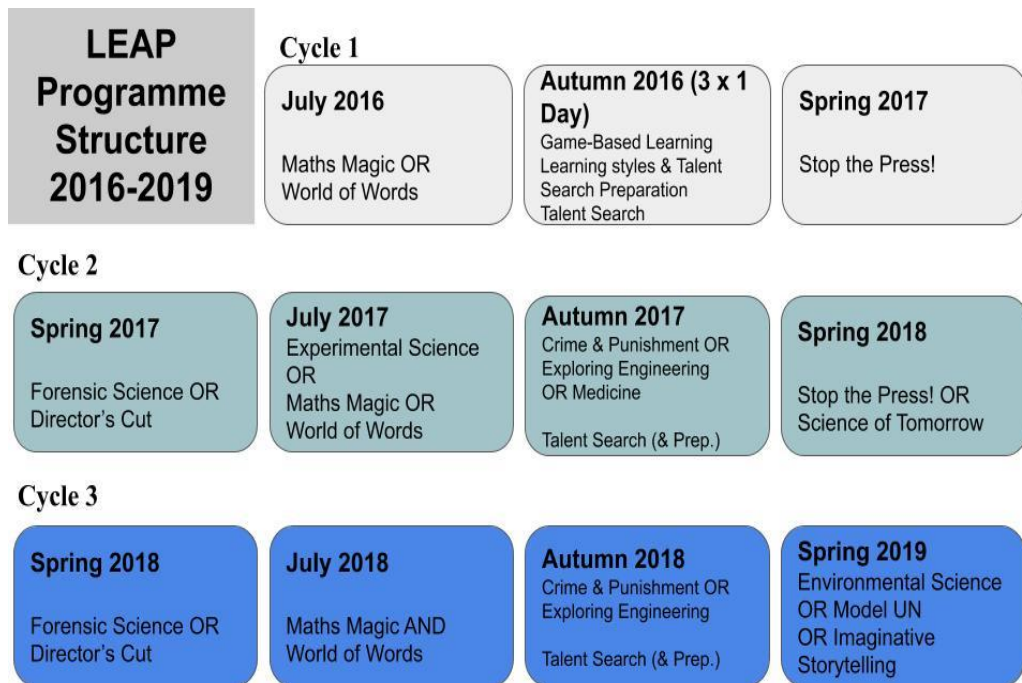 LEAP
Programme
Structure
2016-2019
Cycle 1
July 2016
Maths Magic OR
World of Words
Autumn 2016 (3 x 1
Day)
Game-Based Learning
Learning styles & Talent
Search Preparation
Talent Search
Spring 2017
Stop the Press!
Cycle 2
Spring 2017
Forensic Science OR
Director's Cut
July 2017
Experimental Science
OR
Maths Magic OR
World of Words
Autumn 2017
Crime & Punishment OR
Exploring Engineering
OR Medicine
Talent Search (& Prep.)
Spring 2018
Stop the Press! OR
Science of Tomorrow
Cycle 3
Spring 2018
Forensic Science OR
Director's Cut
July 2018
Maths Magic AND
World of Words
Autumn 2018
Crime & Punishment OR
Exploring Engineering
Talent Search (& Prep.)
Spring 2019
Environmental Science
OR Model UN
OR Imaginative
Storytelling